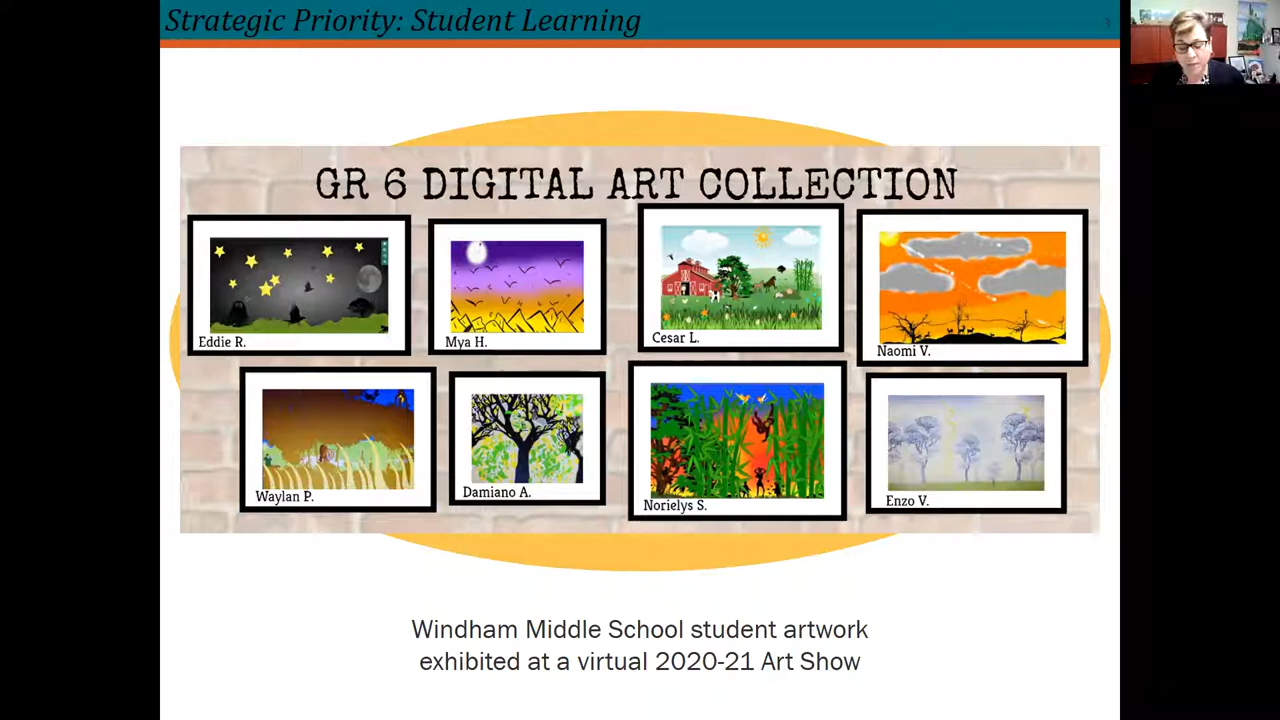 Strategic Priority: Student Learning
3
GR 6 DIGITAL ART COLLECTION
Eddie R.
Mya H.
Cesar L.
Naomi V.
Waylan P.
Damiano A.
Norielys S.
Enzo V.
Windham Middle School student artwork
exhibited at a virtual 2020-21 Art Show